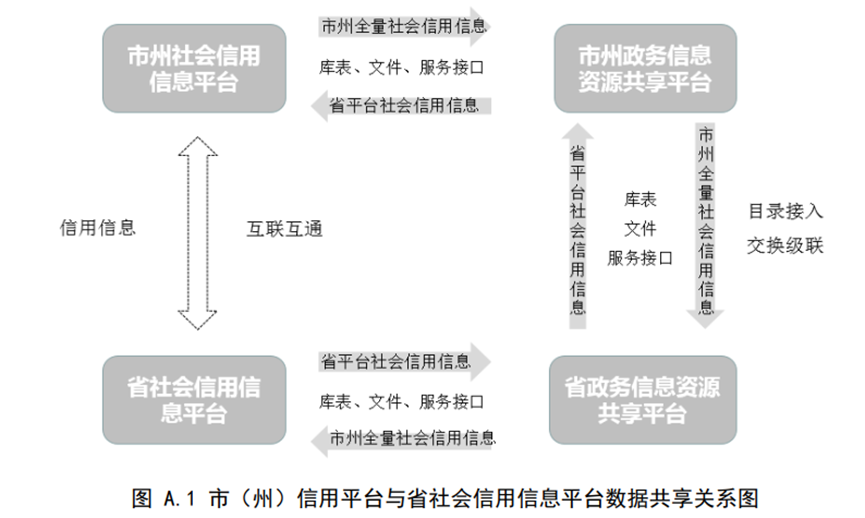 市州社会信用
信息平台
市州全量社会信用信息
库表、文件、服务接口
省平台社会信用信息
市州政务信息
资源共享平台
信用信息
互联互通
省平台社会信用信息
库表
文件
服务接口
市州全量社会信用信息
目录接入
交换级联
省社会信用信
息平台
省平台社会信用信息
库表、文件、服务接口
市州全量社会信用信息
省政务信息资源
共享平台
图 A.1 市（州）信用平台与省社会信用信息平台数据共享关系图